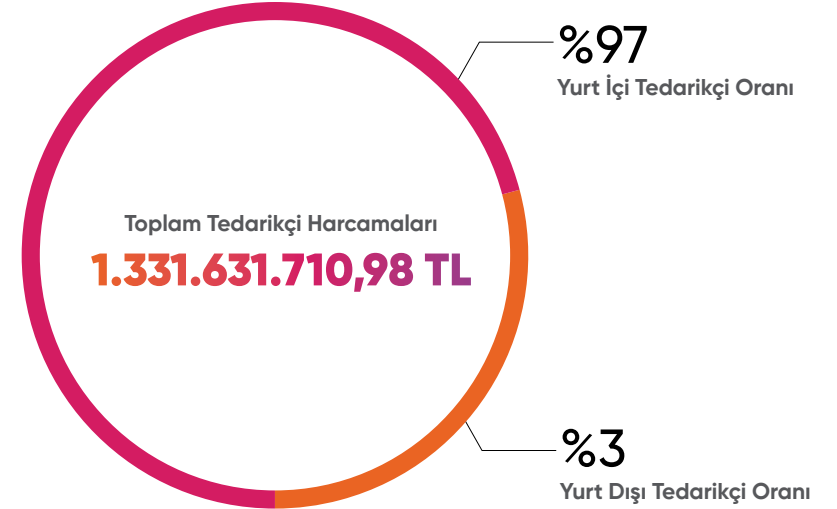 %97
Yurt İçi Tedarikçi Oranı
Toplam Tedarikçi Harcamaları
1.331.631.710,98 TL
%3
Yurt Dışı Tedarikçi Oranı